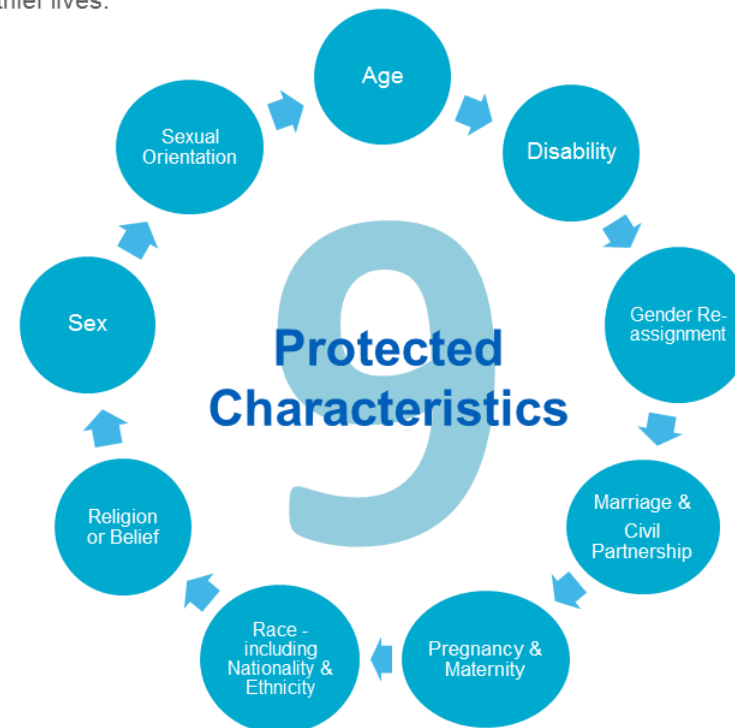 lives.
Age
Disability
Gender Re-
assignment
Marriage &
Civil
Partnership
Pregnancy &
Maternity
Race -
including
Nationality &
Ethnicity
Religion
or Belief
Sex
Sexual
Orientation
9
Protected
Characteristics